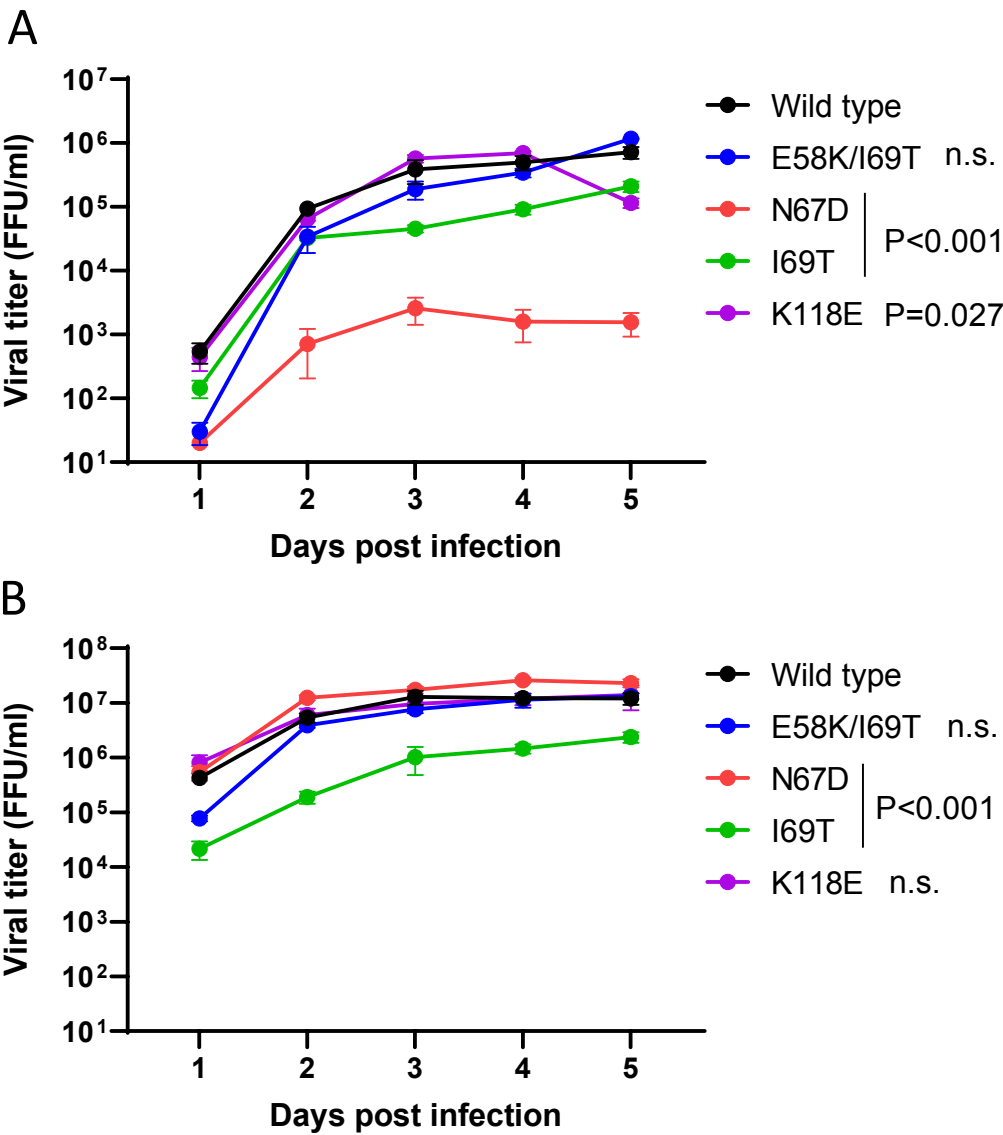 A
Viral titer (FFU/ml)
10⁷
10⁶
10⁵
10⁴
10³
10²
10¹
1 2 3 4 5
Days post infection
Wild type
E58K/I69T n.s.
N67D
I69T
P<0.001
K118E P=0.027
B
Viral titer (FFU/ml)
10⁸
10⁷
10⁶
10⁵
10⁴
10³
10²
10¹
1 2 3 4 5
Days post infection
Wild type
E58K/I69T n.s.
N67D
I69T
P<0.001
K118E n.s.